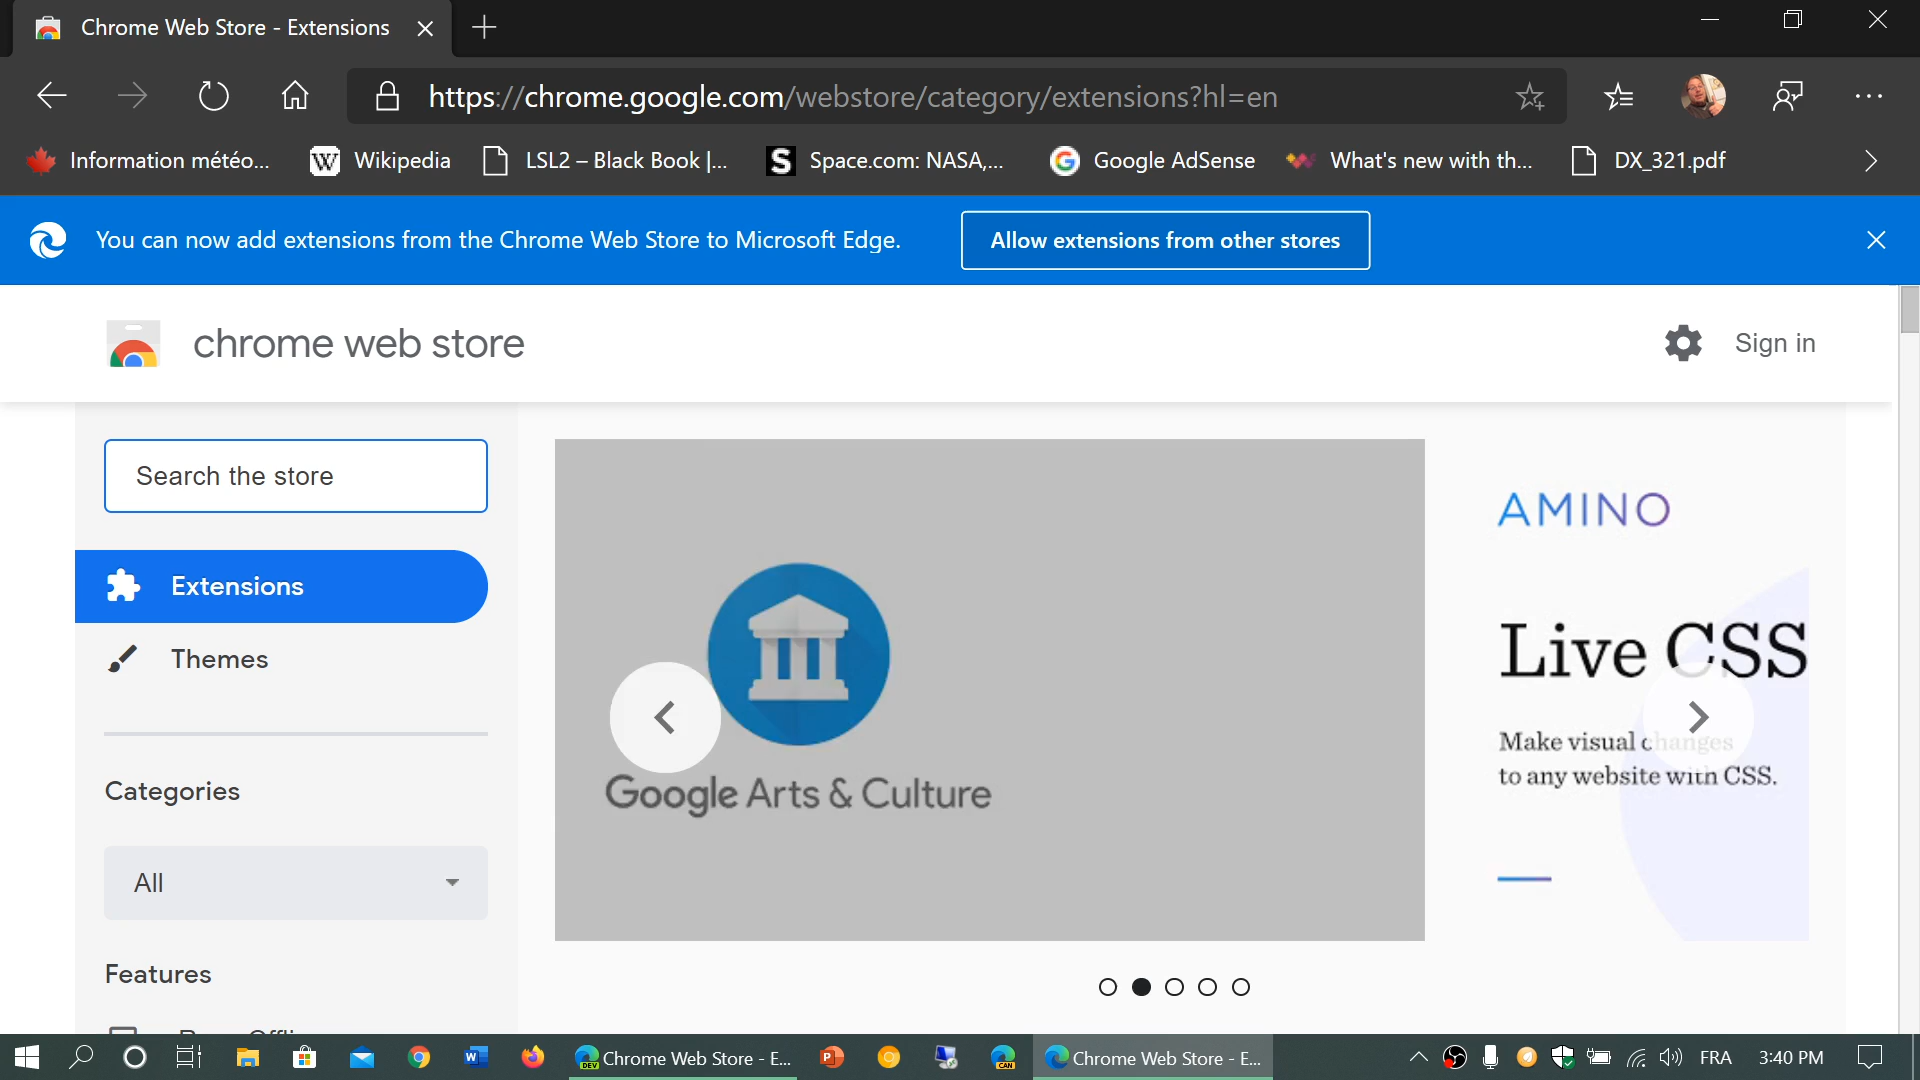 Chrome Web Store - Extensions
https://chrome.google.com/webstore/category/extensions?hl=en
Information météo...
Wikipedia
LSL2 – Black Book |...
Space.com: NASA,...
Google AdSense
What's new with th...
DX_321.pdf
You can now add extensions from the Chrome Web Store to Microsoft Edge.
Allow extensions from other stores
chrome web store
Sign in
Search the store
Extensions
Themes
Categories
All
Features
Google Arts & Culture
AMINO
Live CSS
Make visual changes
to any website with CSS.
Chrome Web Store - E...
Chrome Web Store - E...
FRA
3:40 PM